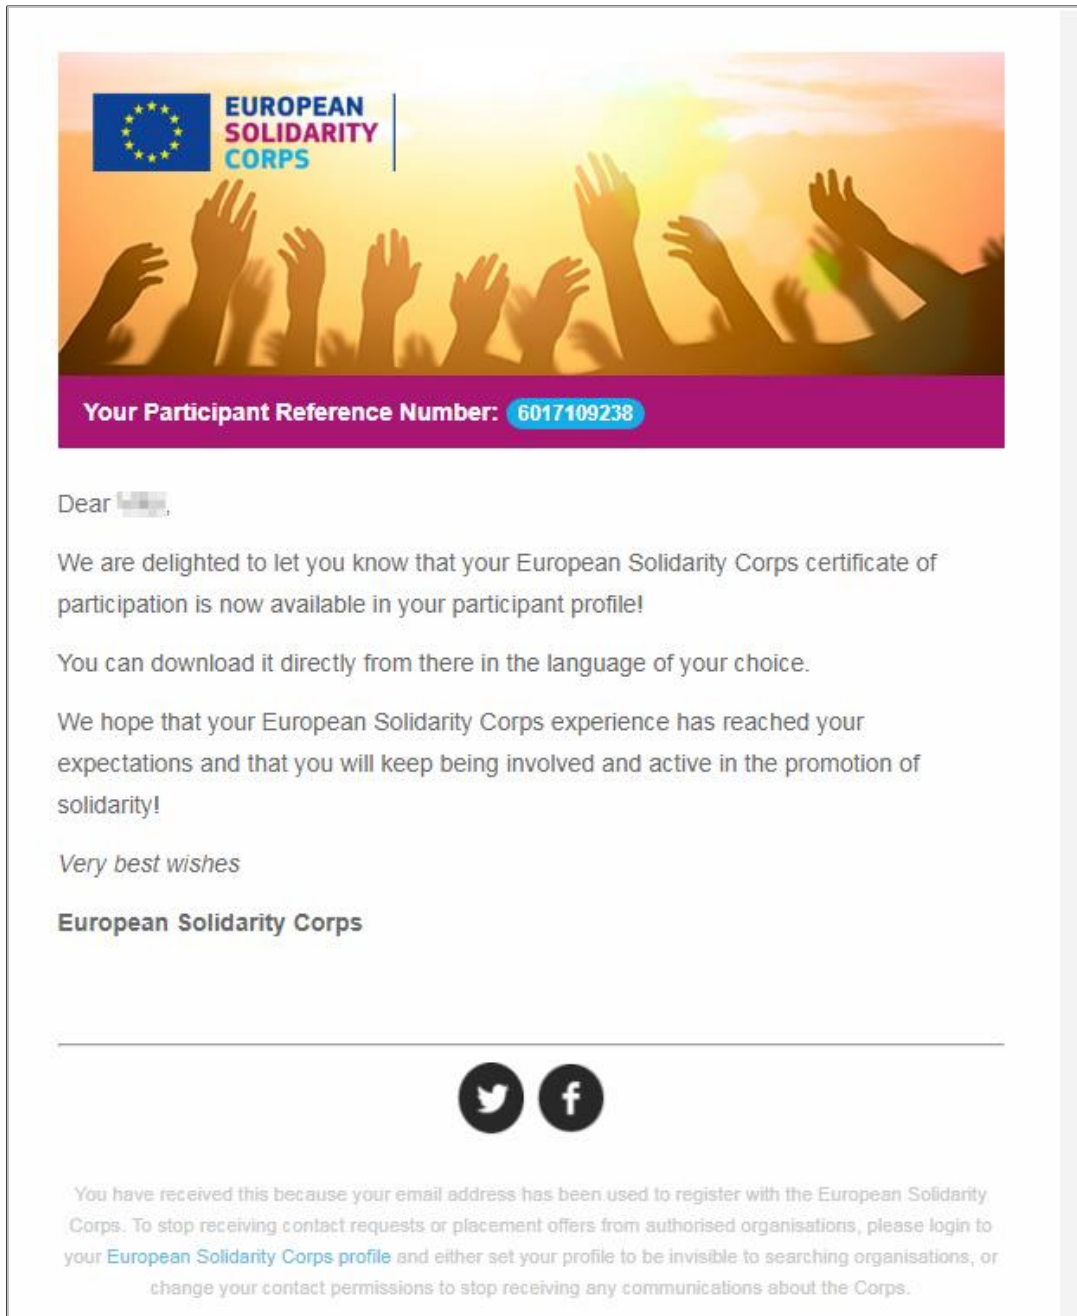 EUROPEAN
SOLIDARITY
CORPS
Your Participant Reference Number: 6017109238
Dear ,
We are delighted to let you know that your European Solidarity Corps certificate of
participation is now available in your participant profile!
You can download it directly from there in the language of your choice.
We hope that your European Solidarity Corps experience has reached your
expectations and that you will keep being involved and active in the promotion of
solidarity!
Very best wishes
European Solidarity Corps
You have received this because your email address has been used to register with the European Solidarity
Corps. To stop receiving contact requests or placement offers from authorised organisations, please login to
your European Solidarity Corps profile and either set your profile to be invisible to searching organisations, or
change your contact permissions to stop receiving any communications about the Corps.